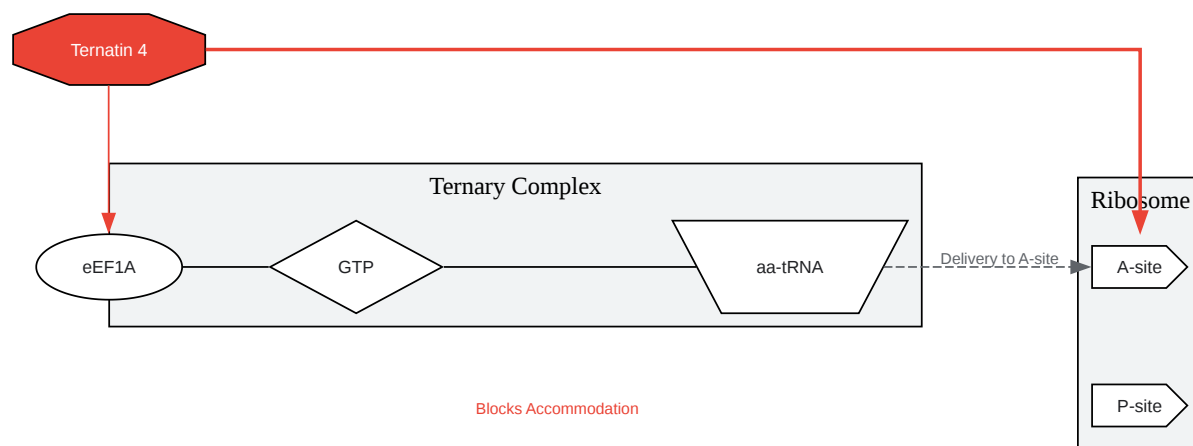 Ternatin 4
Ternary Complex
Ribosome
eEF1A
GTP
aa-tRNA
Delivery to A-site
A-site
Blocks Accommodation
P-site